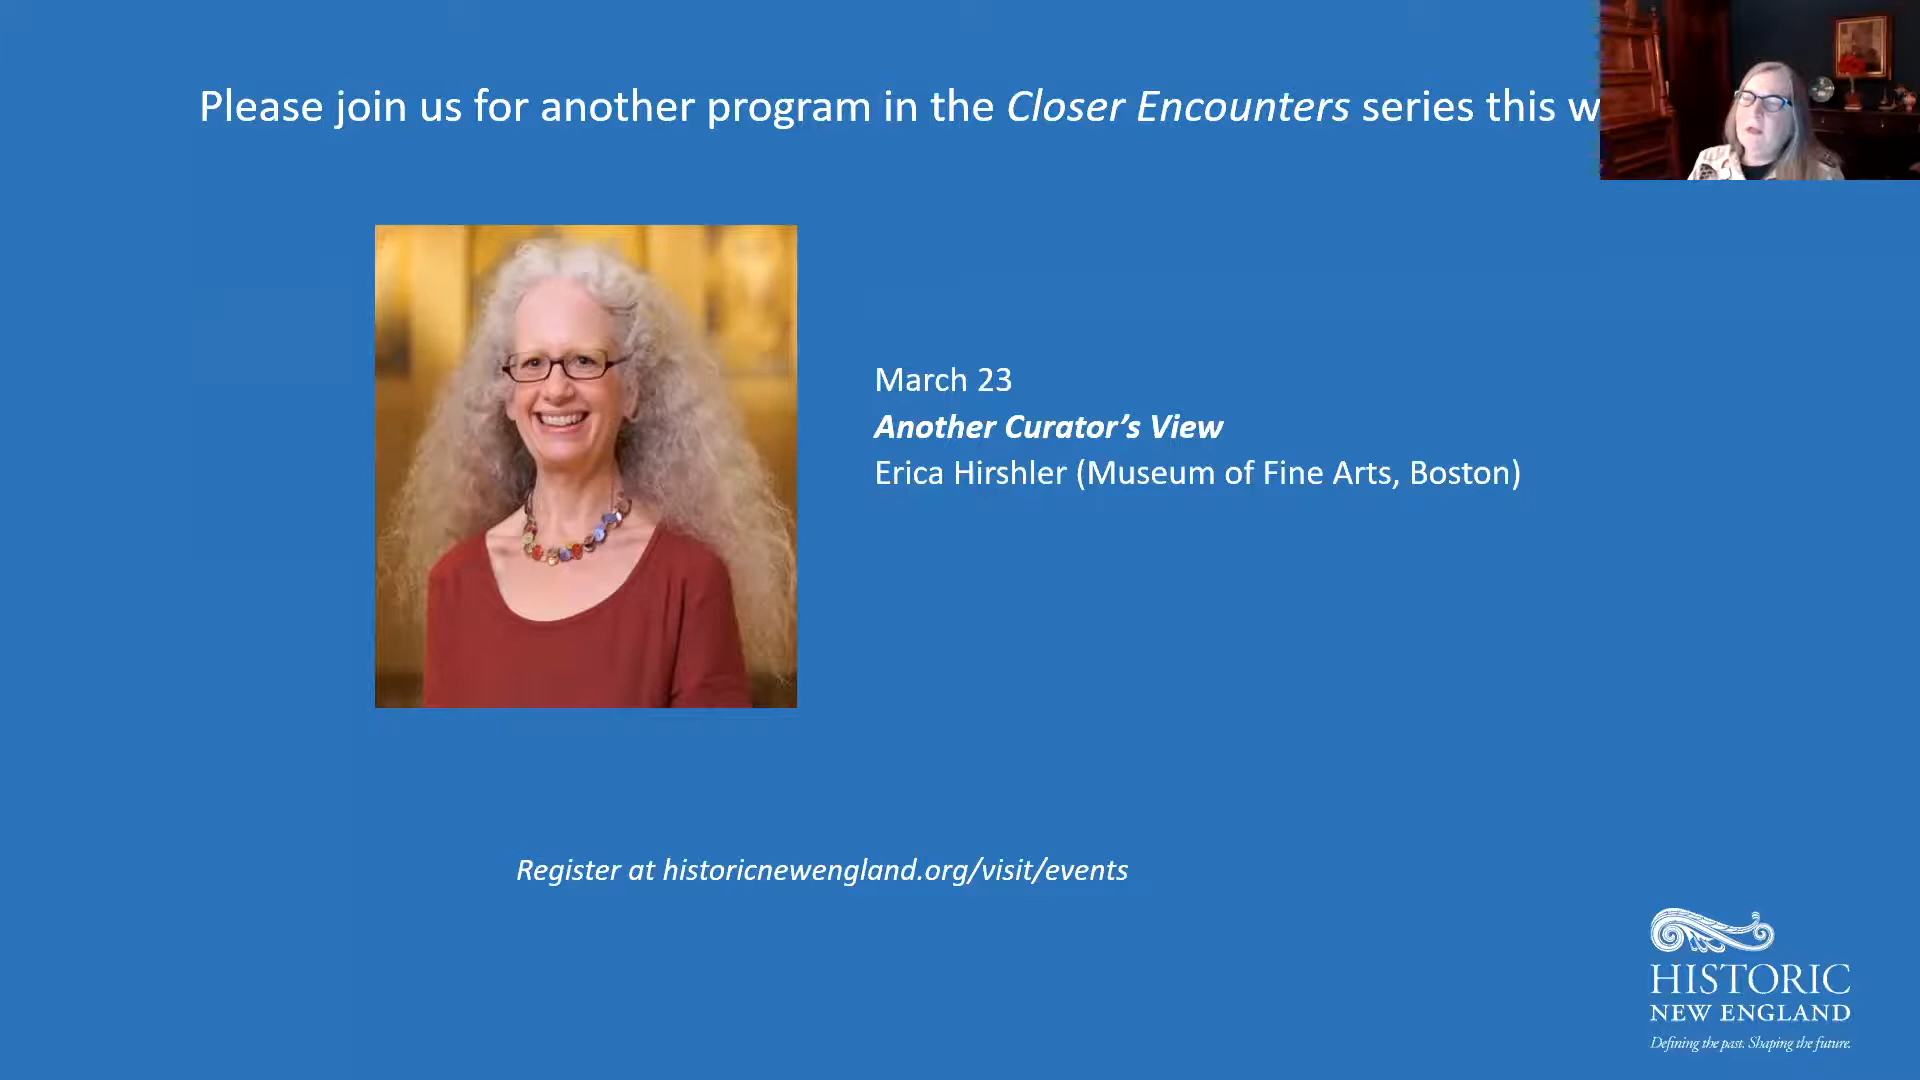 Please join us for another program in the Closer Encounters series this w
March 23
Another Curator’s View
Erica Hirshler (Museum of Fine Arts, Boston)
Register at historicnewengland.org/visit/events
HISTORIC
NEW ENGLAND
Defining the past. Shaping the future.